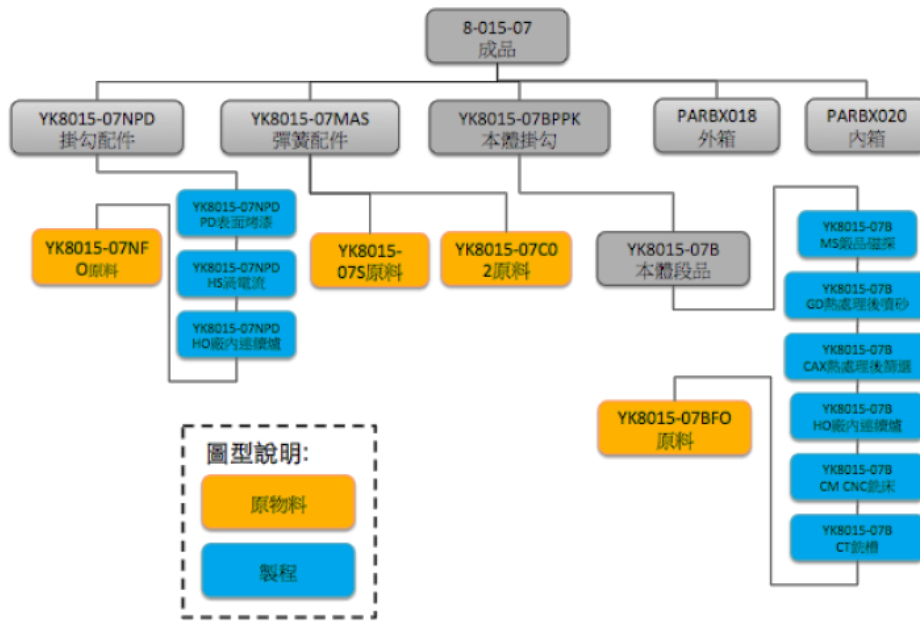 8-015-07
成品
YK8015-07NPD
掛勾配件
YK8015-07MAS
彈簧配件
YK8015-07BPPK
本體掛勾
PARBX018
外箱
PARBX020
內箱
YK8015-07NPD
PD表面烤漆
YK8015-07NPD
HS渦電流
YK8015-07NPD
HO廠內連續爐
YK8015-07NF
O原料
YK8015-
07S原料
YK8015-07C0
2原料
YK8015-07B
本體段品
YK8015-07B
MS鍛品磁探
YK8015-07B
GD熱處理後噴砂
YK8015-07B
CAX熱處理後篩選
YK8015-07B
HO廠內連續爐
YK8015-07B
CM CNC銑床
YK8015-07B
CT銑槽
YK8015-07BFO
原料
圖型說明:
原物料
製程